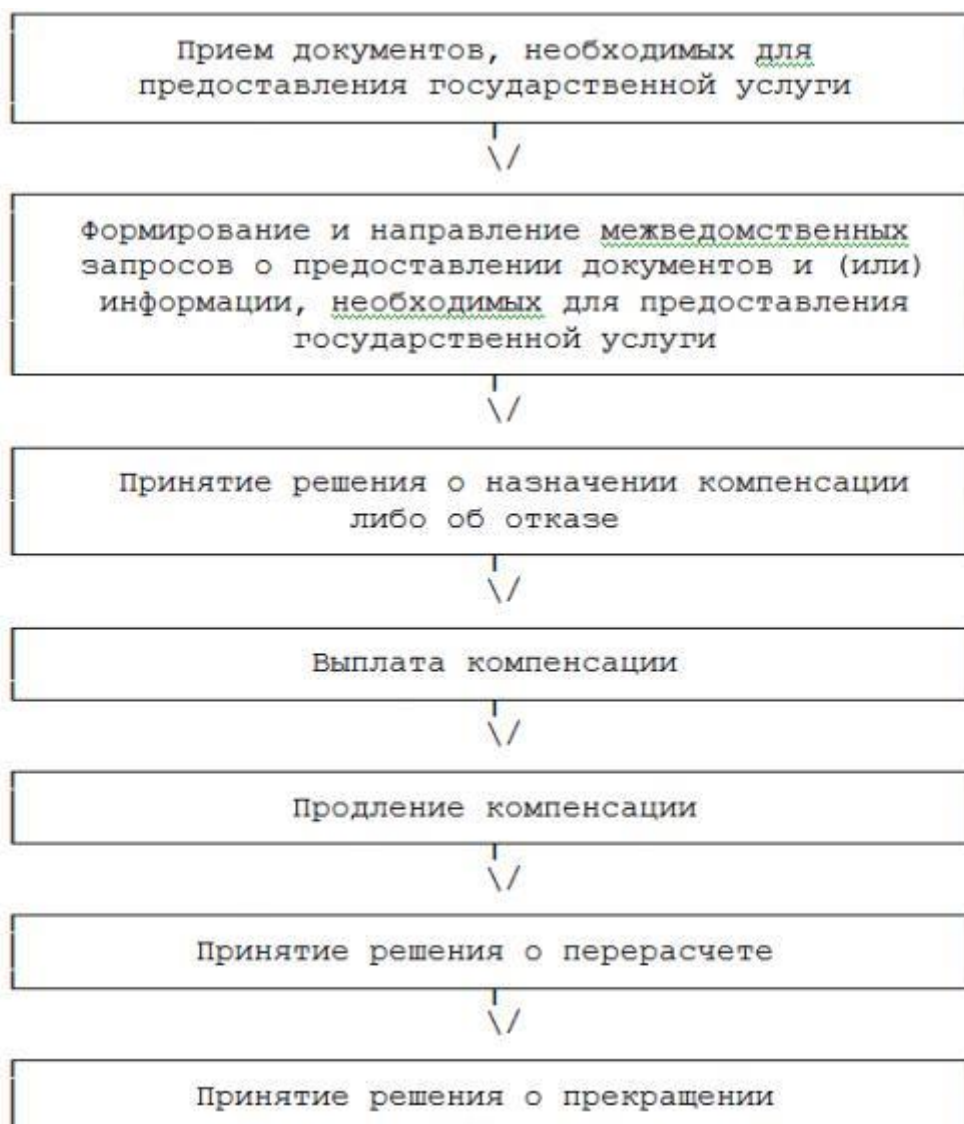 Прием документов, необходимых для
предоставления государственной услуги
Формирование и направление межведомственных
запросов о предоставлении документов и (или)
информации, необходимых для предоставления
государственной услуги
Принятие решения о назначении компенсации
либо об отказе
Выплата компенсации
Продление компенсации
Принятие решения о перерасчете
Принятие решения о прекращении